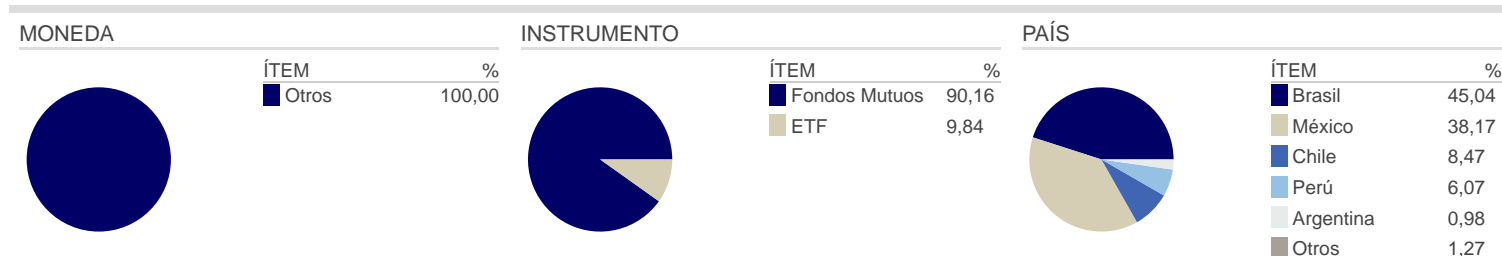 MONEDA
ÍTEM %
Otros 100,00
INSTRUMENTO
ÍTEM %
Fondos Mutuos 90,16
ETF 9,84
PAÍS
ÍTEM %
Brasil 45,04
México 38,17
Chile 8,47
Perú 6,07
Argentina 0,98
Otros 1,27